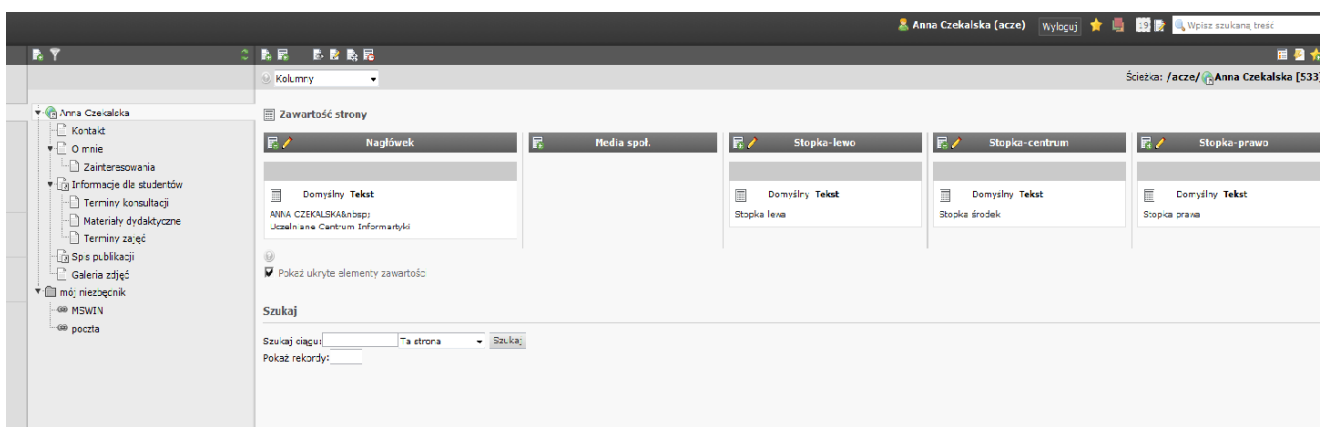 Anna Czekalska (acze) Wyloguj 19 Wpisz szukaną treść
Kolumny
Ścieżka: /acze/ Anna Czekalska [533]
Anna Czekalska
Kontakt
O mnie
Zainteresowania
Informacje dla studentów
Terminy konsultacji
Materiały dydaktyczne
Terminy zajęć
Spis publikacji
Galeria zdjęć
mój niezbędnik
MSWIN
poczta
Zawartość strony
Nagłówek
Domyślny Tekst
ANNA CZEKALSKA&nbsp;
Uczelniane Centrum Informartyki
Media społ.
Stopka-lewo
Domyślny Tekst
Stopka lewa
Stopka-centrum
Domyślny Tekst
Stopka środek
Stopka-prawo
Domyślny Tekst
Stopka prawa
Pokaż ukryte elementy zawartości
Szukaj
Szukaj ciągu: Ta strona Szukaj
Pokaż rekordy: